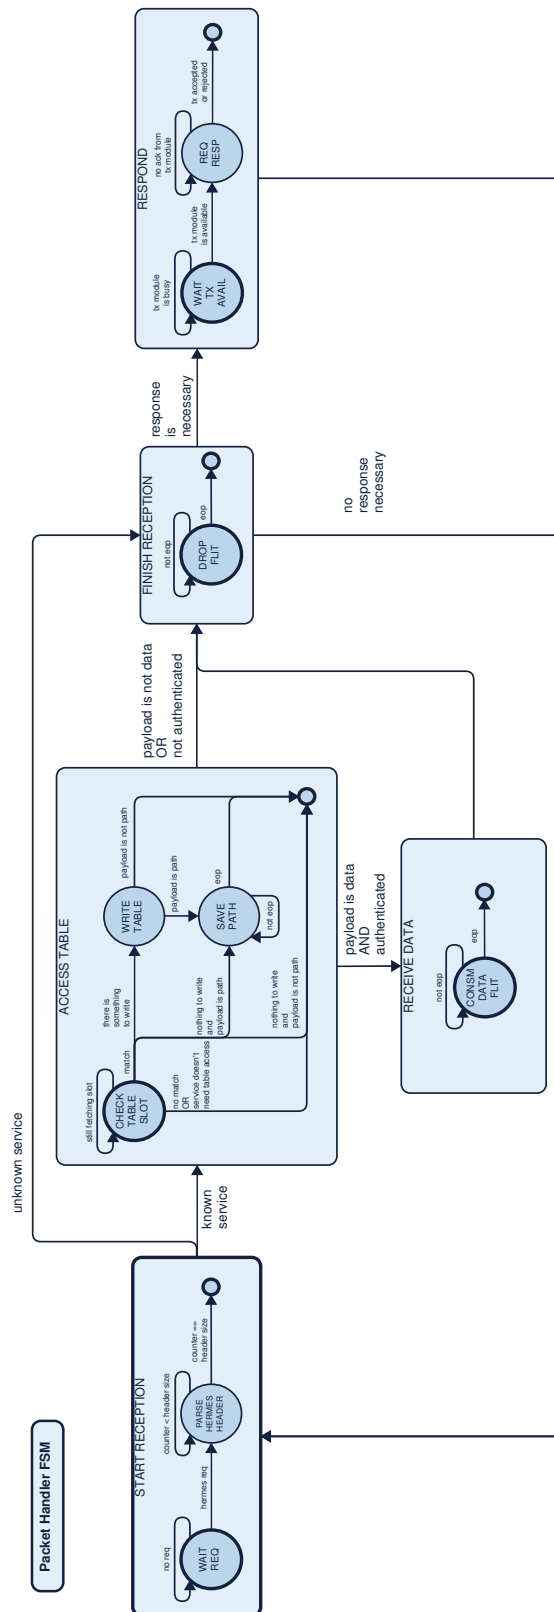 Packet Handler FSM
START RECEPTION
no req
WAIT
REQ
hermes req
counter < header size
PARSE
HERMES
HEADER
counter ==
header size
unknown service
known
service
ACCESS TABLE
still fetching slot
CHECK
TABLE
SLOT
match
no match
OR
service doesn't
need table access
there is
something
to write
nothing to write
and
payload is path
nothing to write
and
payload is not path
WRITE
TABLE
payload is not path
payload is path
SAVE
PATH
eop
not eop
payload is data
AND
authenticated
RECEIVE DATA
not eop
CONSM
DATA
FLIT
eop
payload is not data
OR
not authenticated
FINISH RECEPTION
not eop
DROP
FLIT
eop
no
response
necessary
response
is
necessary
RESPOND
tx module
is busy
WAIT
TX
AVAIL
tx module
is available
no ack from
tx module
REQ
RESP
tx accepted
or rejected